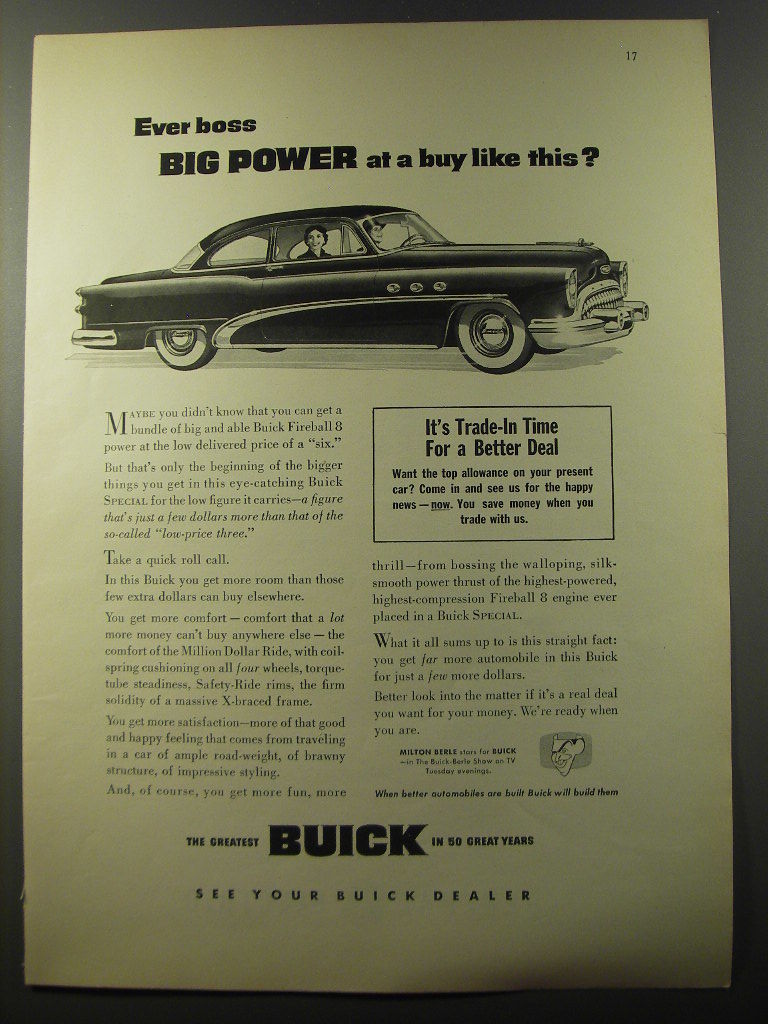 17
Ever boss
BIG POWER at a buy like this?
MAYBE you didn't know that you can get a
bundle of big and able Buick Fireball 8
power at the low delivered price of a "six."
But that's only the beginning of the bigger
things you get in this eye-catching Buick
SPECIAL for the low figure it carries—a figure
that's just a few dollars more than that of the
so-called "low-price three."
Take a quick roll call.
In this Buick you get more room than those
few extra dollars can buy elsewhere.
You get more comfort — comfort that a lot
more money can't buy anywhere else — the
comfort of the Million Dollar Ride, with coil-
spring cushioning on all four wheels, torque-
tube steadiness, Safety-Ride rims, the firm
solidity of a massive X-braced frame.
You get more satisfaction—more of that good
and happy feeling that comes from traveling
in a car of ample road-weight, of brawny
structure, of impressive styling.
And, of course, you get more fun, more
It's Trade-In Time
For a Better Deal
Want the top allowance on your present
car? Come in and see us for the happy
news — now. You save money when you
trade with us.
thrill—from bossing the walloping, silk-
smooth power thrust of the highest-powered,
highest-compression Fireball 8 engine ever
placed in a Buick SPECIAL.
What it all sums up to is this straight fact:
you get far more automobile in this Buick
for just a few more dollars.
Better look into the matter if it's a real deal
you want for your money. We're ready when
you are.
MILTON BERLE stars for BUICK
—in The Buick-Berle Show on TV
Tuesday evenings.
When better automobiles are built Buick will build them
THE GREATEST BUICK IN 50 GREAT YEARS
SEE YOUR BUICK DEALER